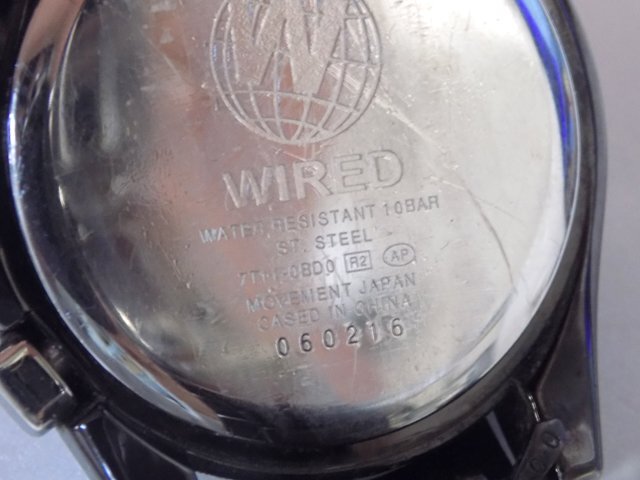 W
WIRED
WATER RESISTANT 10BAR
ST. STEEL
R2 AP
MOVEMENT JAPAN
CASED IN CHINA
060216